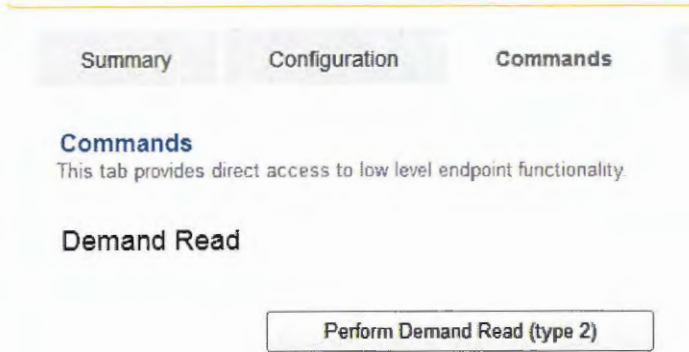 Summary Configuration Commands
Commands
This tab provides direct access to low level endpoint functionality.
Demand Read
Perform Demand Read (type 2)